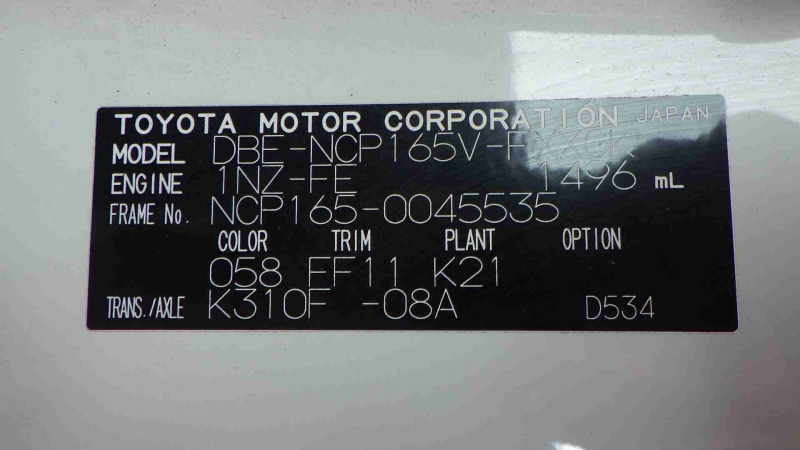 TOYOTA MOTOR CORPORATION JAPAN
MODEL DBE-NCP165V-
ENGINE 1NZ-FE 1496 mL
FRAME No. NCP165-0045535
COLOR TRIM PLANT OPTION
058 FF11 K21
TRANS./AXLE K310F -08A D534